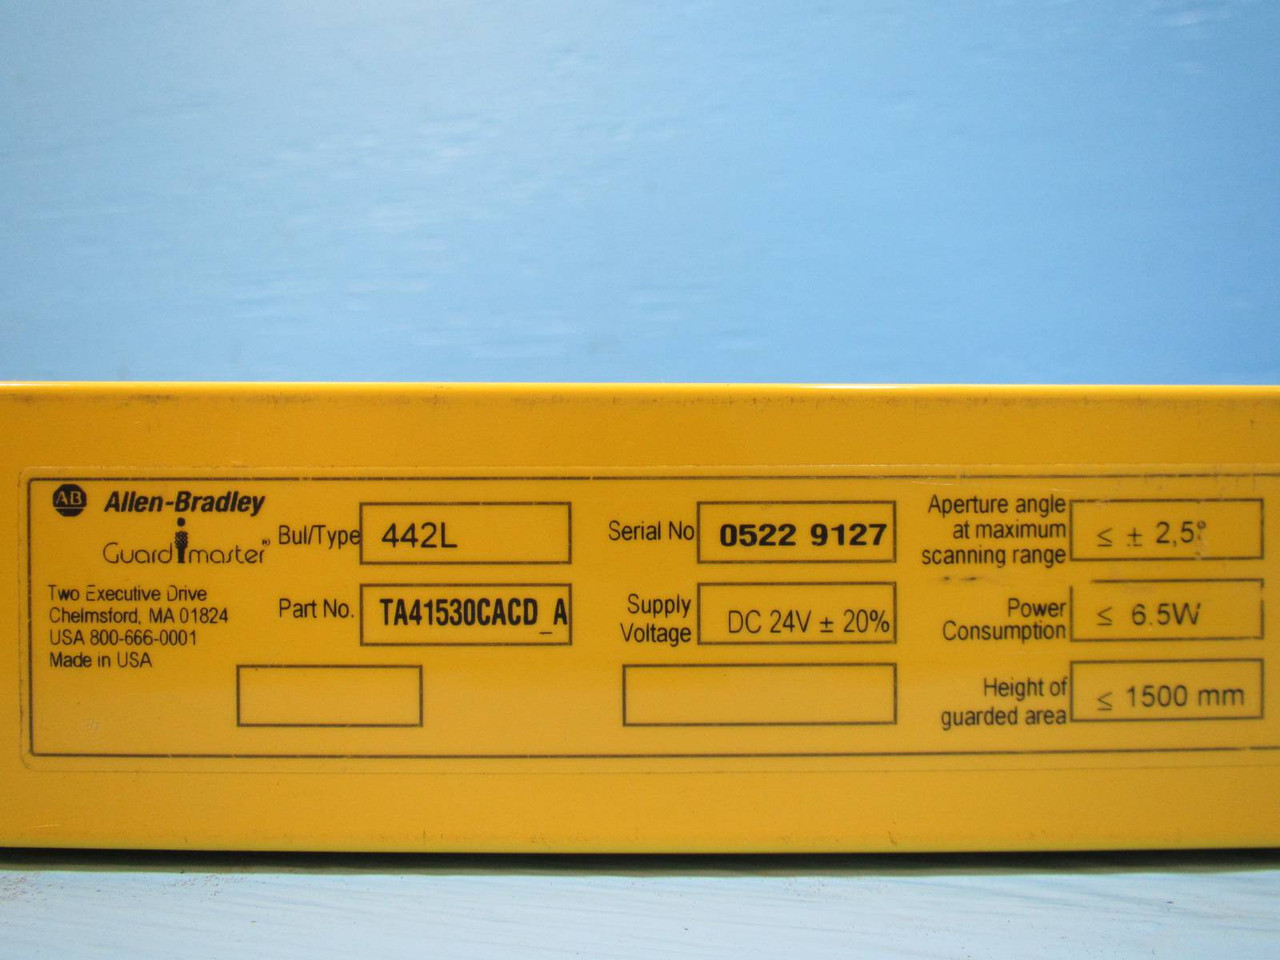 AB Allen-Bradley
Guardmaster®
Two Executive Drive
Chelmsford, MA 01824
USA 800-666-0001
Made in USA
Bul/Type 442L
Part No. TA41530CACD_A
Serial No 0522 9127
Supply
Voltage DC 24V ± 20%
Aperture angle
at maximum
scanning range ≤ ± 2,5°
Power
Consumption ≤ 6.5W
Height of
guarded area ≤ 1500 mm